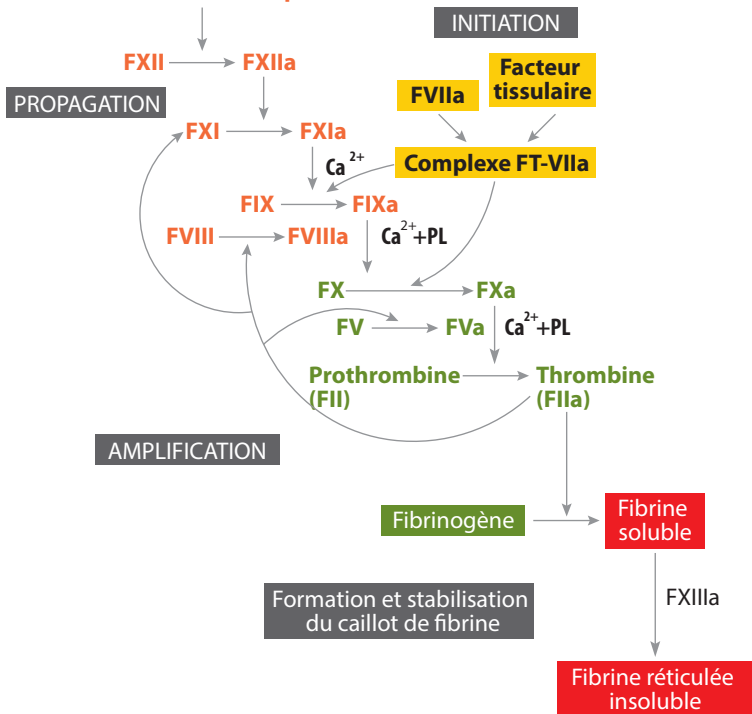 INITIATION
FXII
FXIIa
Facteur
tissulaire
FVIIa
PROPAGATION
FXI
FXIa
Ca 2+
Complexe FT-VIIa
FIX
FIXa
FVIII
FVIIIa
Ca2+ +PL
FX
FXa
FV
FVa
Ca2+ +PL
Prothrombine
(FII)
Thrombine
(FIIa)
AMPLIFICATION
Fibrinogène
Fibrine
soluble
Formation et stabilisation
du caillot de fibrine
FXIIIa
Fibrine réticulée
insoluble